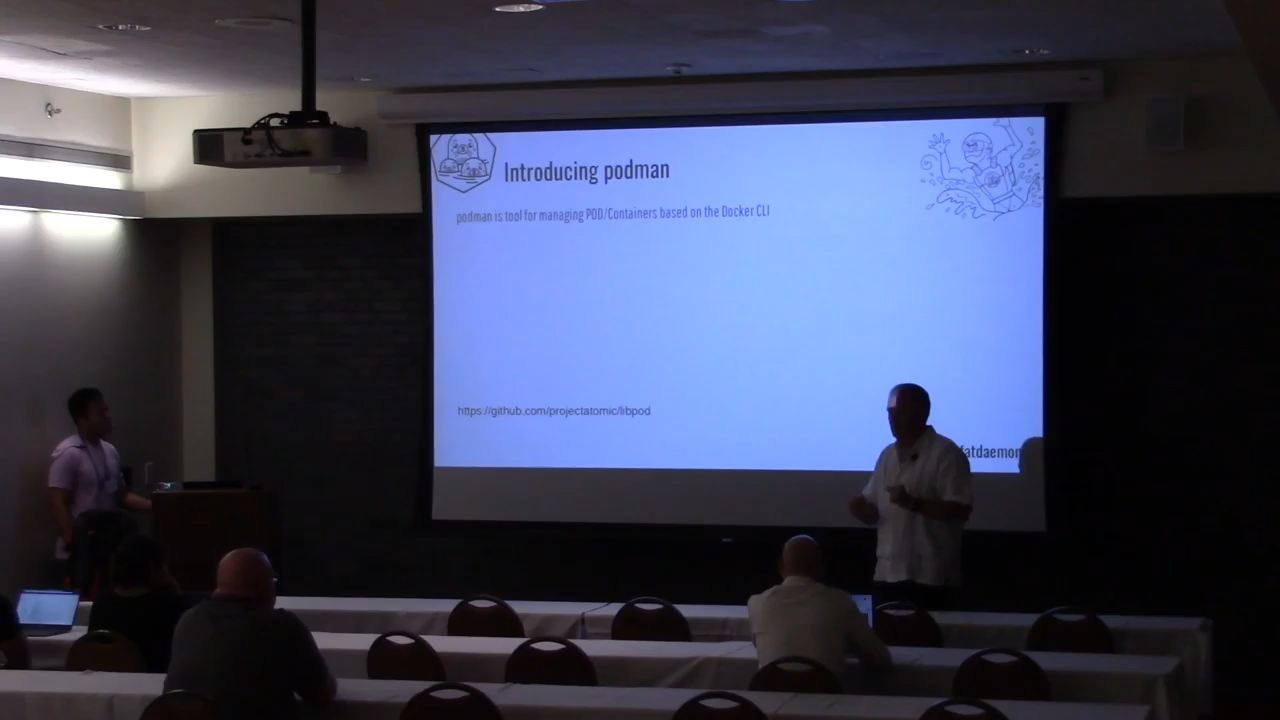 Introducing podman
podman is tool for managing POD/Containers based on the Docker CLI
https://github.com/projectatomic/libpod
atdaemon